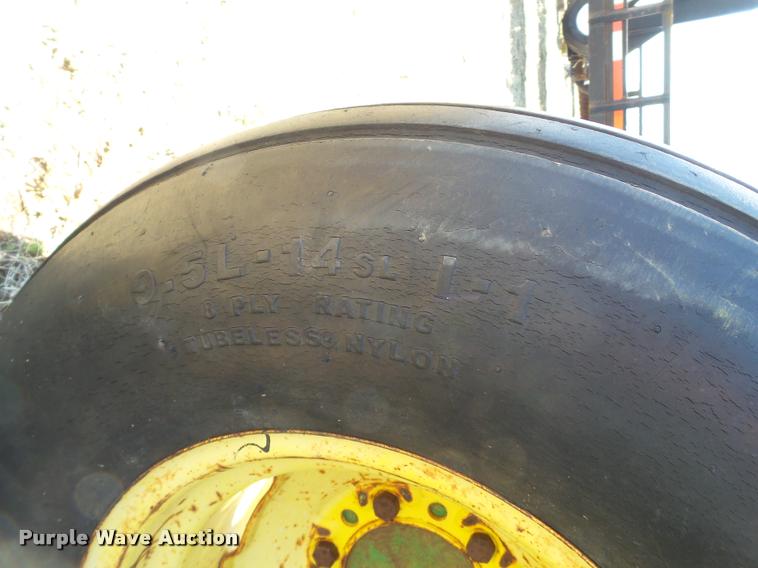 9.5L-14 SL I-1
8 PLY RATING
TUBELESS NYLON
Purple Wave Auction